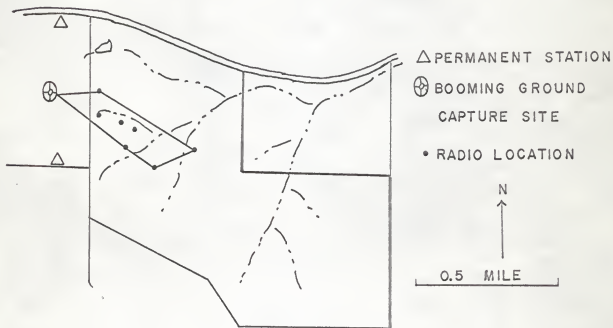 △ PERMANENT STATION
BOOMING GROUND
CAPTURE SITE
• RADIO LOCATION
N
0.5 MILE